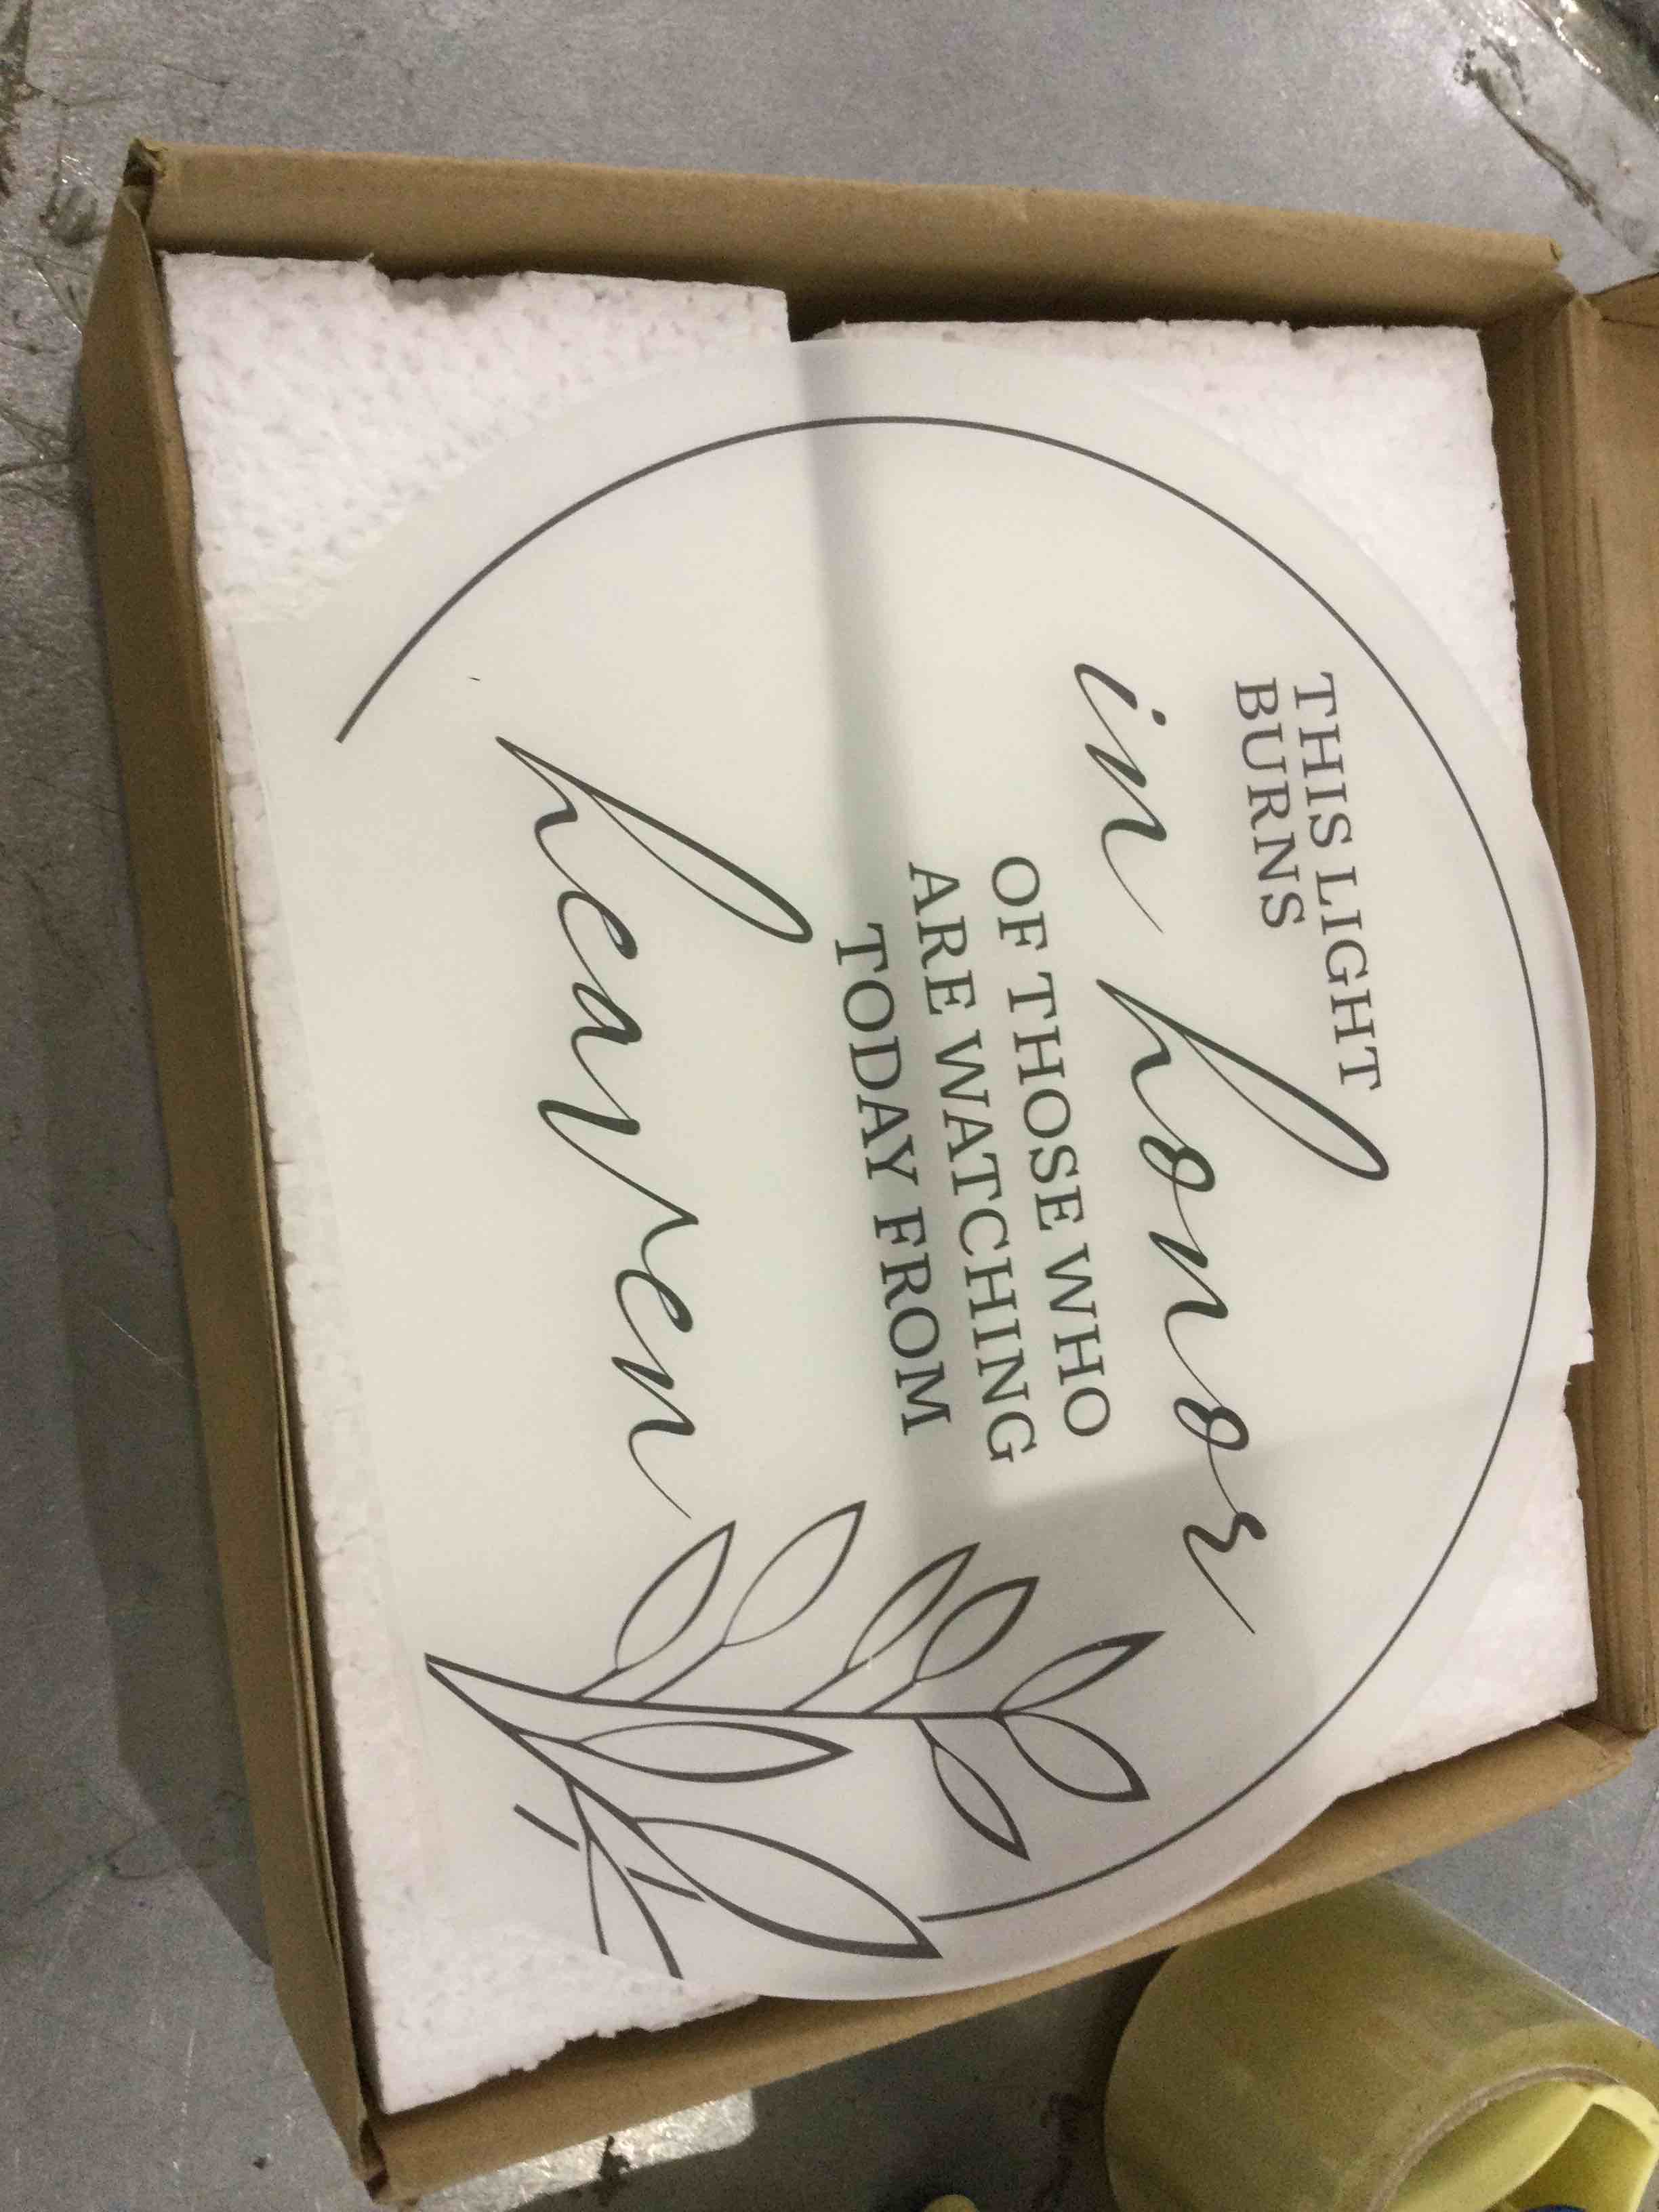 THIS LIGHT
BURNS
in honor
OF THOSE WHO
ARE WATCHING
TODAY FROM
heaven